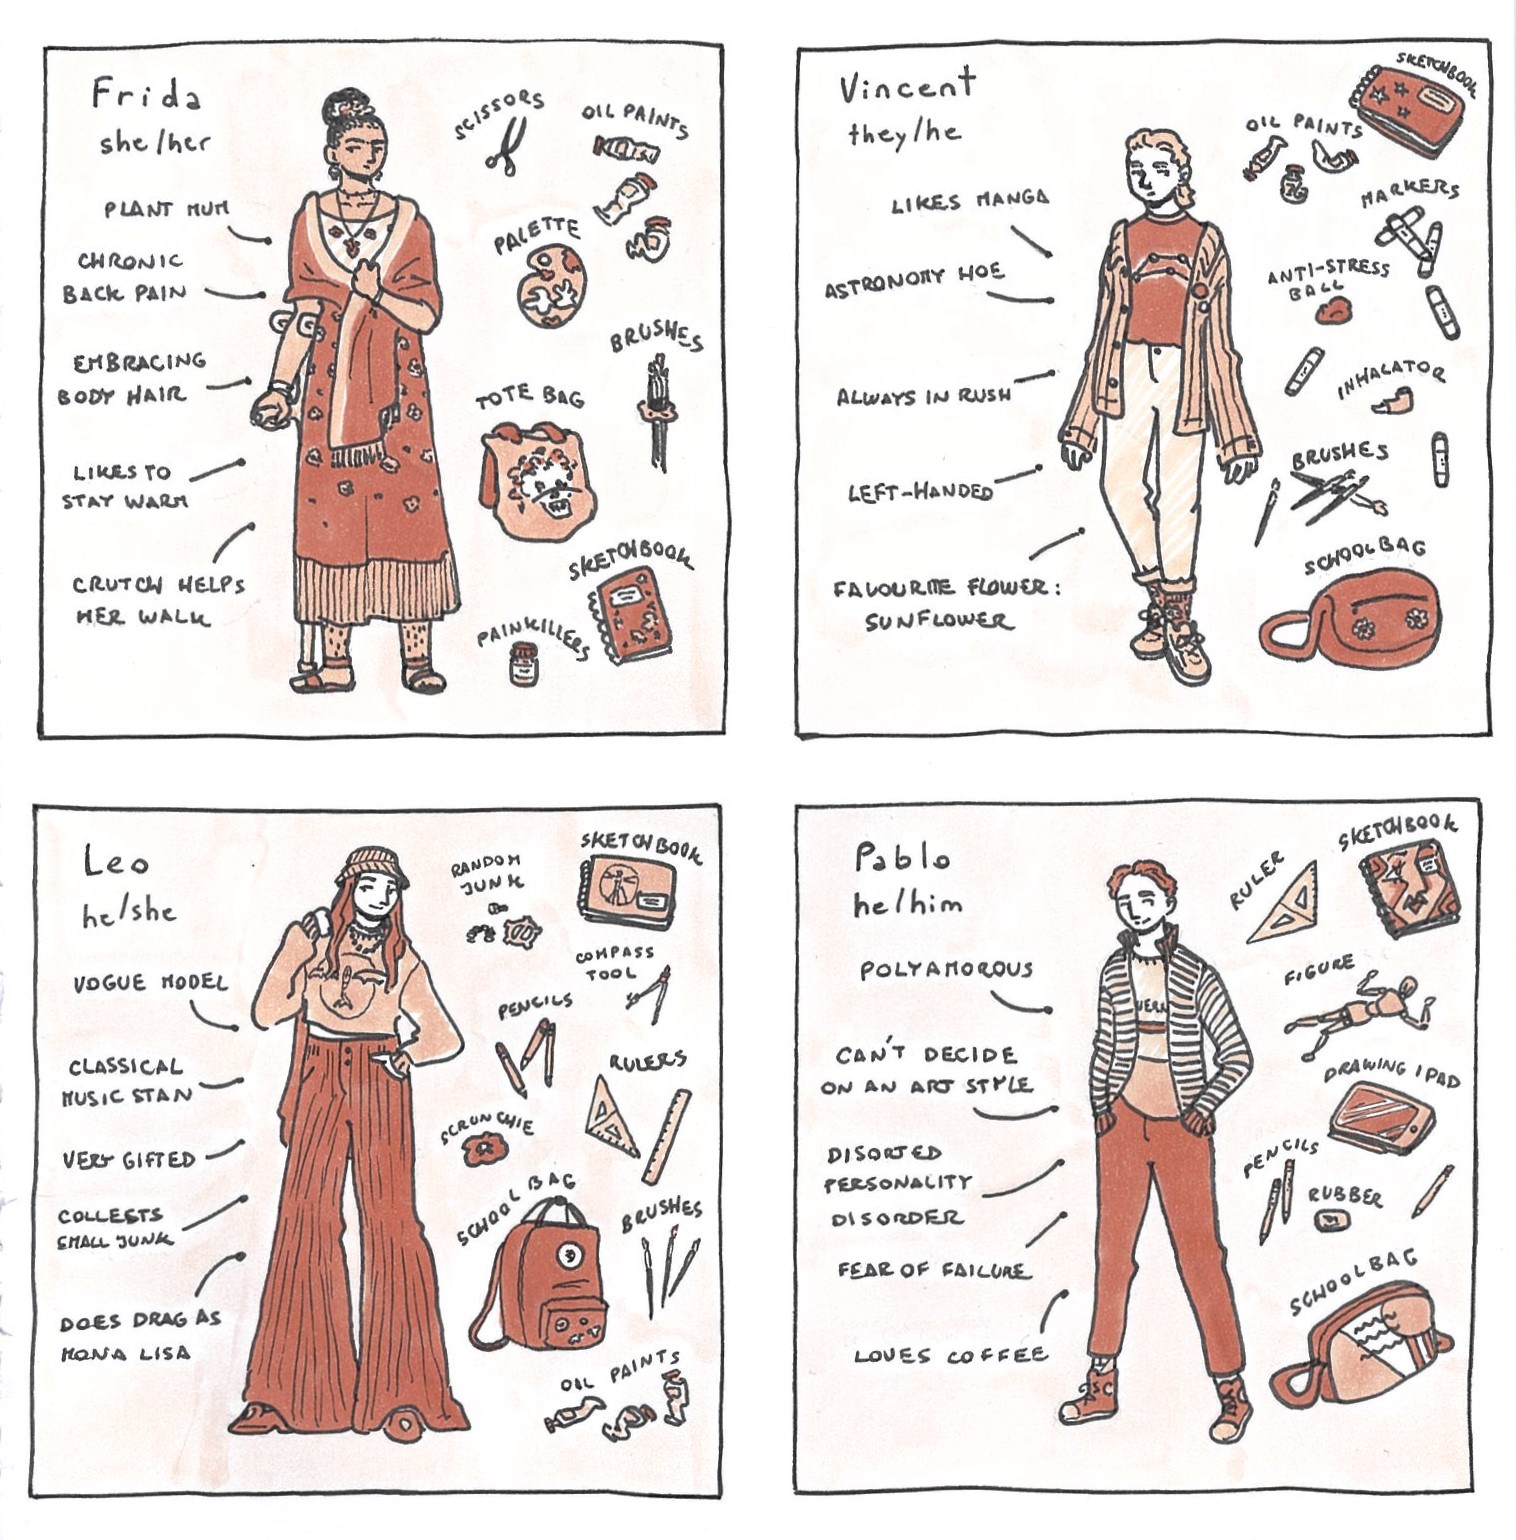 Frida
she/her
PLANT MUM
CHRONIC
BACK PAIN
EMBRACING
BODY HAIR
LIKES TO
STAY WARM
CRUTCH HELPS
HER WALK
SCISSORS
OIL PAINTS
PALETTE
BRUSHES
TOTE BAG
SKETCHBOOK
PAINKILLERS
Vincent
they/he
LIKES MANGA
ASTRONOMY HOE
ALWAYS IN RUSH
LEFT-HANDED
FAVOURITE FLOWER:
SUNFLOWER
SKETCHBOOK
OIL PAINTS
MARKERS
ANTI-STRESS
BALL
INHALATOR
BRUSHES
SCHOOLBAG
Leo
he/she
VOGUE MODEL
CLASSICAL
MUSIC STAN
VERY GIFTED
COLLECTS
SMALL JUNK
DOES DRAG AS
MONA LISA
RANDOM
JUNK
SKETCHBOOK
COMPASS
TOOL
PENCILS
RULERS
SCRUNCHIE
SCHOOL BAG
BRUSHES
OIL PAINTS
Pablo
he/him
POLYAMOROUS
CAN'T DECIDE
ON AN ART STYLE
DISORTED
PERSONALITY
DISORDER
FEAR OF FAILURE
LOVES COFFEE
RULER
SKETCHBOOK
FIGURE
DRAWING IPAD
PENCILS
RUBBER
SCHOOLBAG